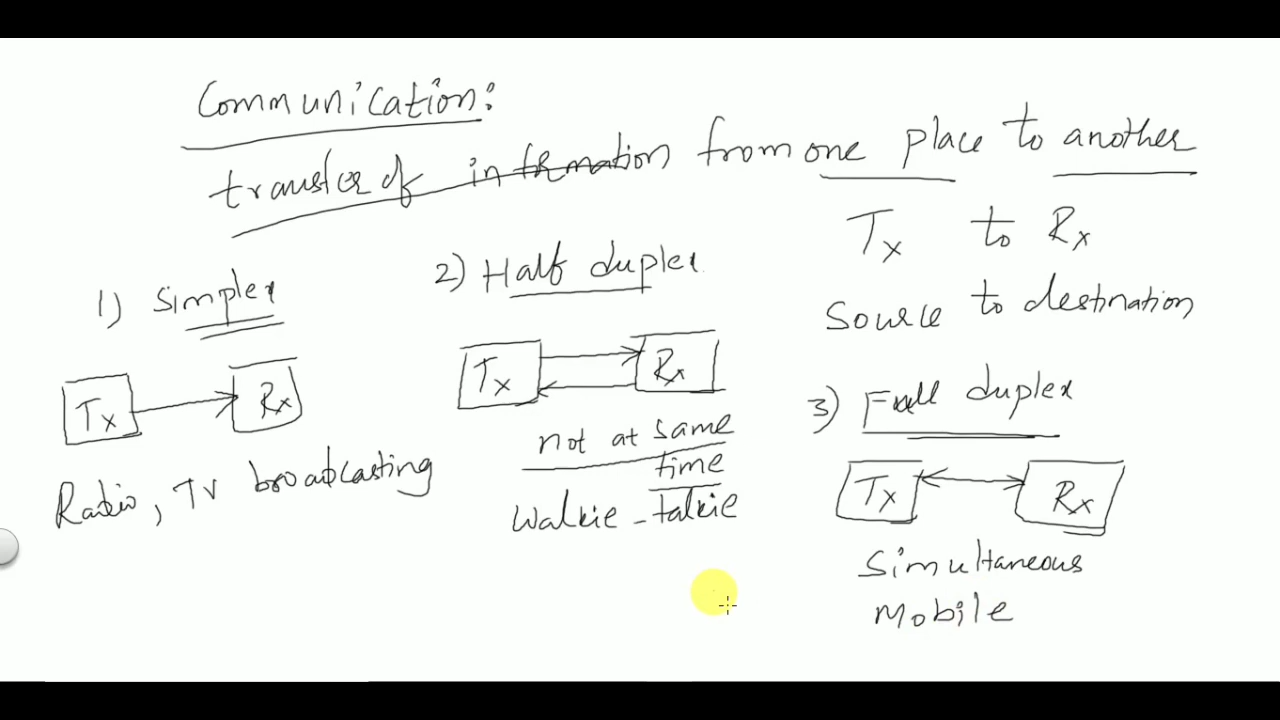 Communication:
transfer of information from one place to another
Tx to Rx
Source to destination
1) Simplex
Tx Rx
Radio, TV broadcasting
2) Half duplex
Tx Rx
not at same
time
walkie - talkie
3) Full duplex
Tx Rx
Simultaneous
Mobile